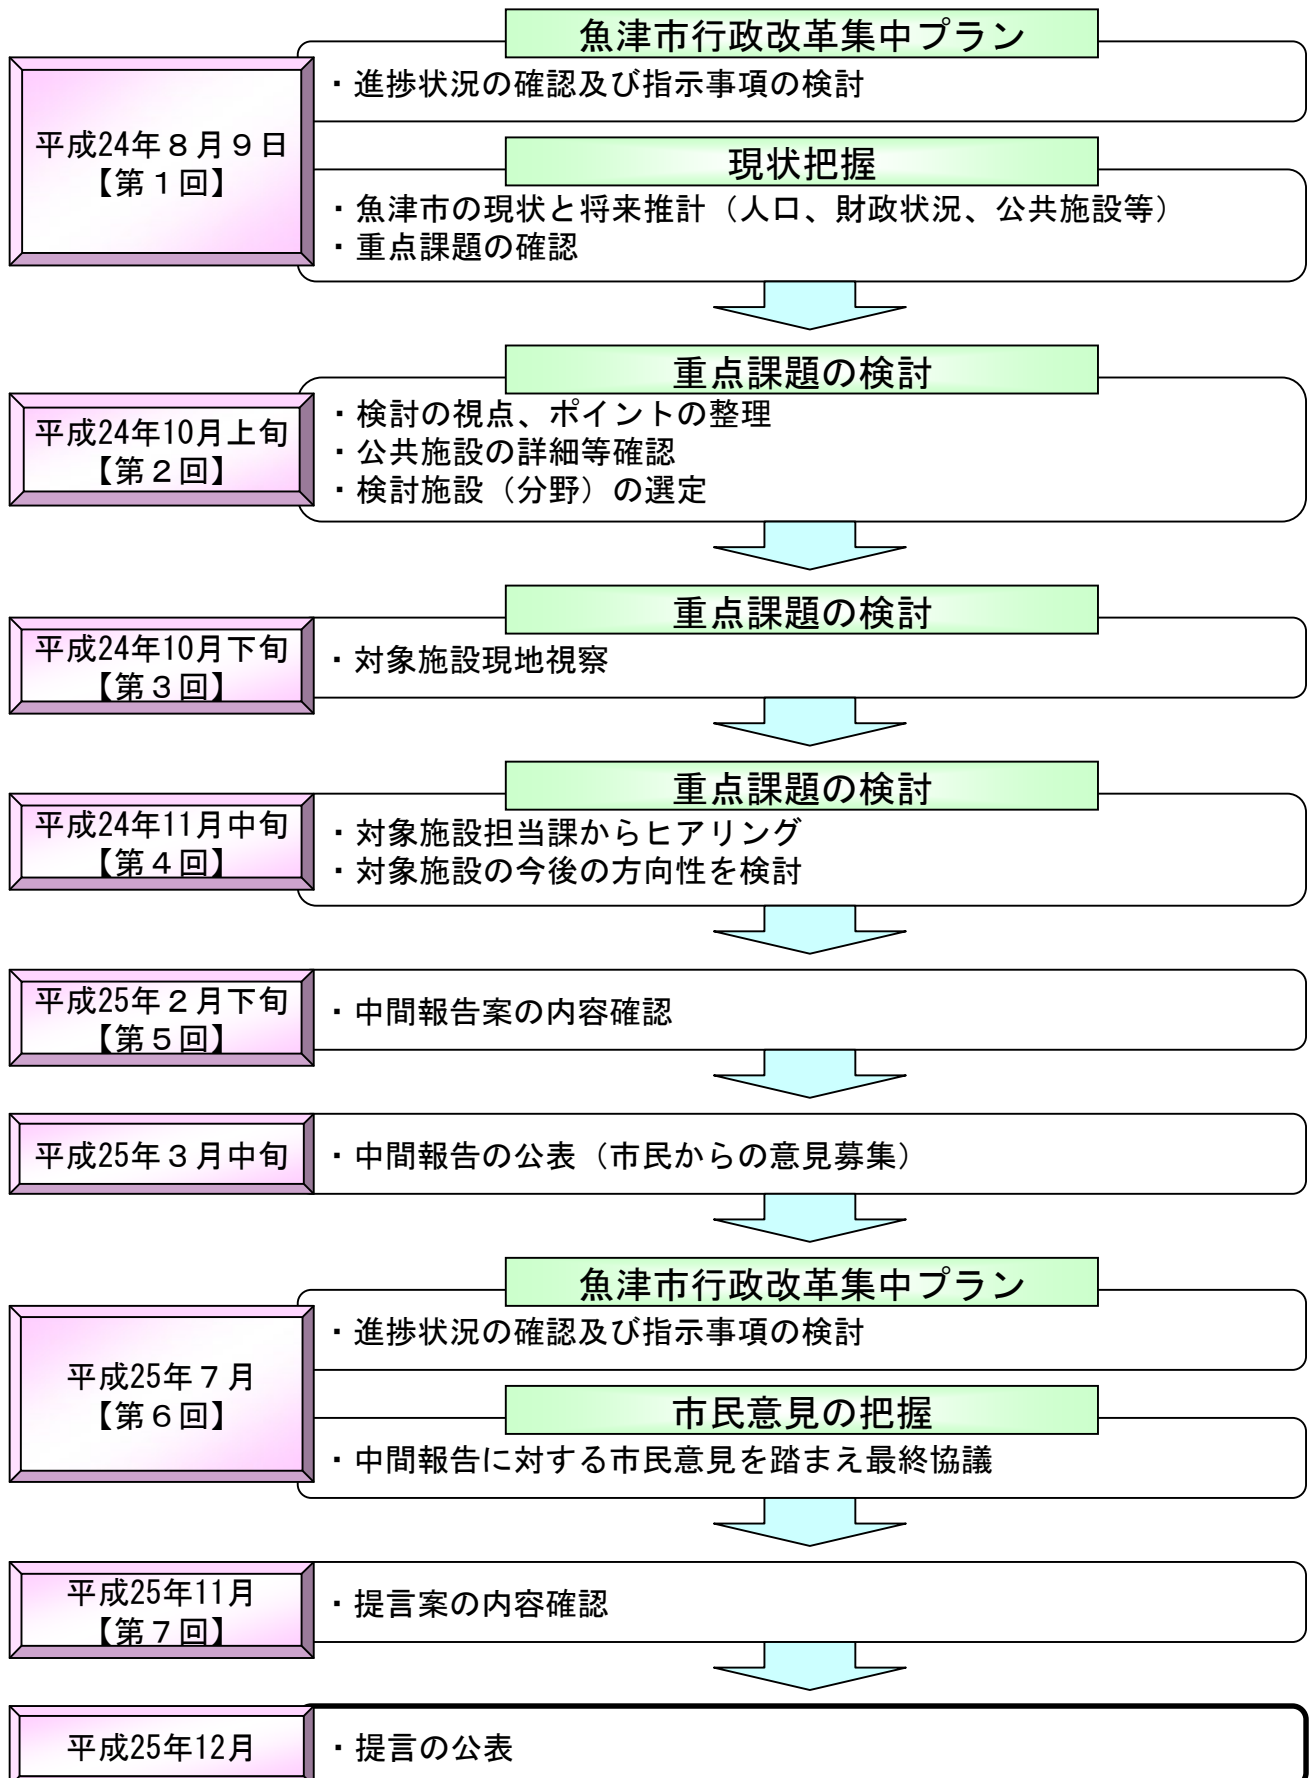 魚津市行政改革集中プラン
平成24年８月９日
【第１回】
・進捗状況の確認及び指示事項の検討
現状把握
・魚津市の現状と将来推計（人口、財政状況、公共施設等）
・重点課題の確認
重点課題の検討
平成24年10月上旬
【第２回】
・検討の視点、ポイントの整理
・公共施設の詳細等確認
・検討施設（分野）の選定
重点課題の検討
平成24年10月下旬
【第３回】
・対象施設現地視察
重点課題の検討
平成24年11月中旬
【第４回】
・対象施設担当課からヒアリング
・対象施設の今後の方向性を検討
平成25年２月下旬
【第５回】
・中間報告案の内容確認
平成25年３月中旬
・中間報告の公表（市民からの意見募集）
魚津市行政改革集中プラン
平成25年７月
【第６回】
・進捗状況の確認及び指示事項の検討
市民意見の把握
・中間報告に対する市民意見を踏まえ最終協議
平成25年11月
【第７回】
・提言案の内容確認
平成25年12月
・提言の公表